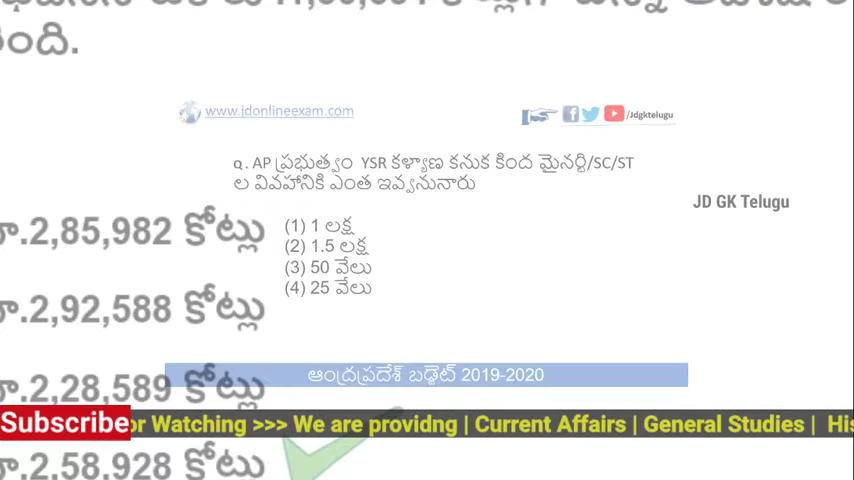 ంది.
www.jdonlineexam.com
/Jdgktelugu
Q. AP ప్రభుత్వం YSR కళ్యాణ కనుక కింద మైనర్టి/SC/ST
ల వివహానికి ఎంత ఇవ్వనునారు
JD GK Telugu
(1) 1 లక్ష
(2) 1.5 లక్ష
(3) 50 వేలు
(4) 25 వేలు
రూ.2,85,982 కోట్లు
రూ.2,92,588 కోట్లు
రూ.2,28,589 కోట్లు
ఆంద్రప్రదేశ్ బడ్జెట్ 2019-2020
Subscribe or Watching >>> We are providng | Current Affairs | General Studies | His
రూ.2,58,928 కోట్లు